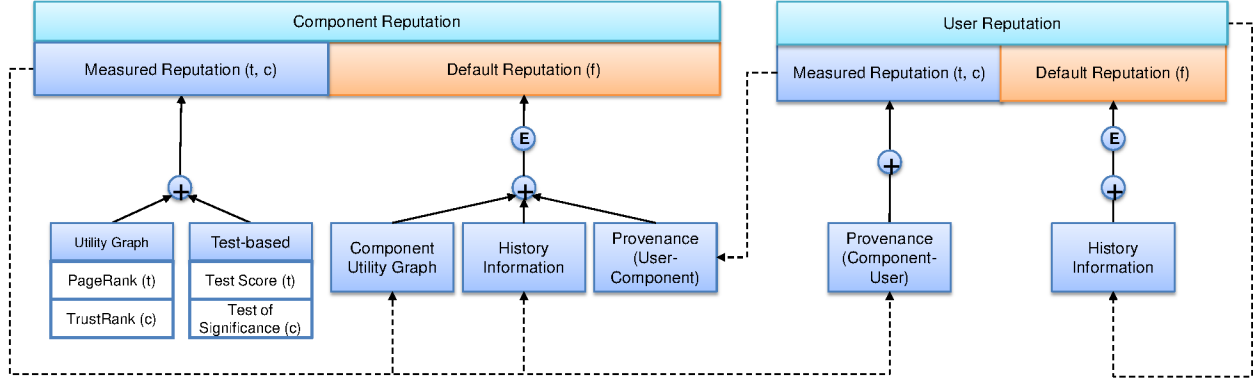 Component Reputation
User Reputation
Measured Reputation (t, c)
Default Reputation (f)
Measured Reputation (t, c)
Default Reputation (f)
E
E
+
+
+
+
Utility Graph
PageRank (t)
TrustRank (c)
Test-based
Test Score (t)
Test of
Significance (c)
Component
Utility Graph
History
Information
Provenance
(User-
Component)
Provenance
(Component-
User)
History
Information